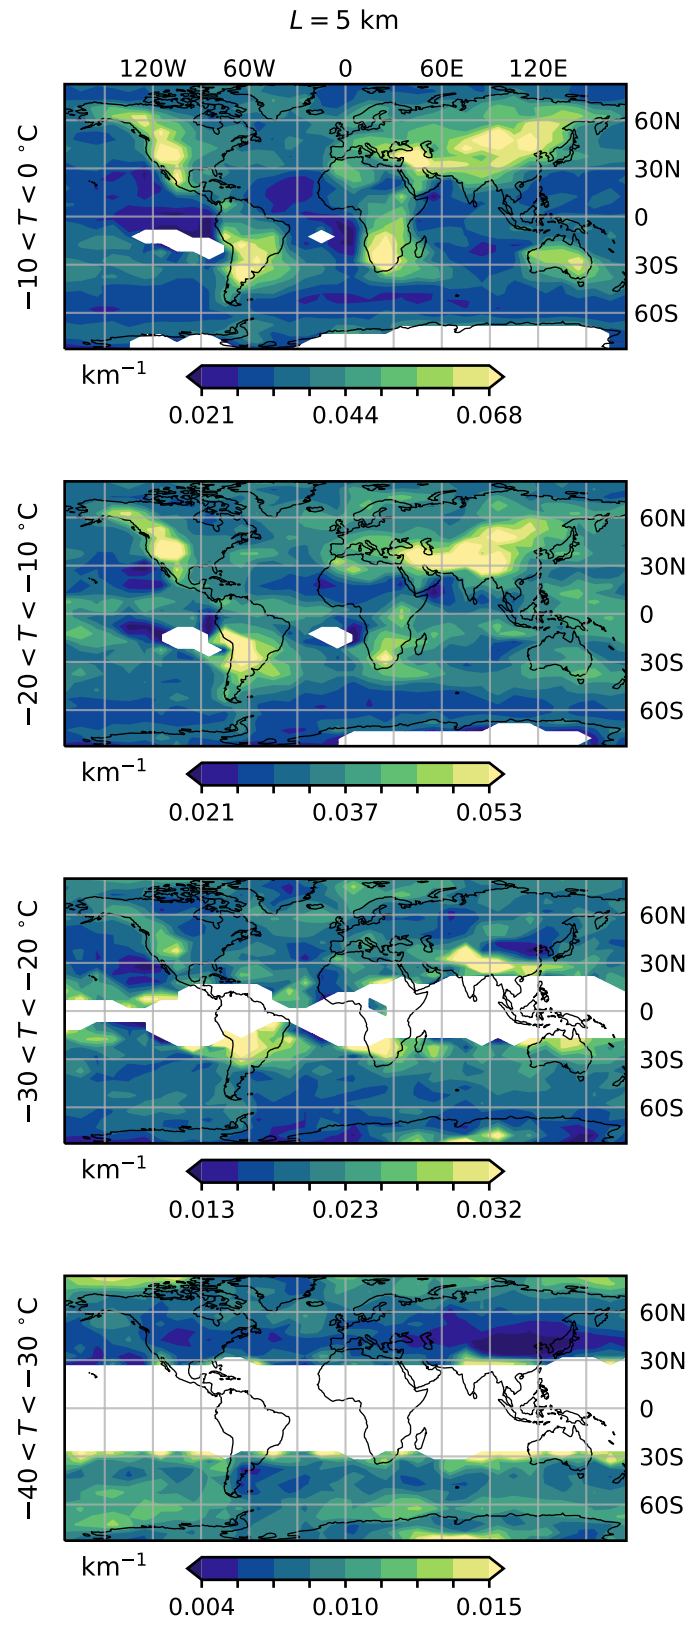 L = 5 km
120W 60W 0 60E 120E
−10 < T < 0 °C
60N
30N
0
30S
60S
km⁻¹
0.021 0.044 0.068
−20 < T < −10 °C
60N
30N
0
30S
60S
km⁻¹
0.021 0.037 0.053
−30 < T < −20 °C
60N
30N
0
30S
60S
km⁻¹
0.013 0.023 0.032
−40 < T < −30 °C
60N
30N
0
30S
60S
km⁻¹
0.004 0.010 0.015